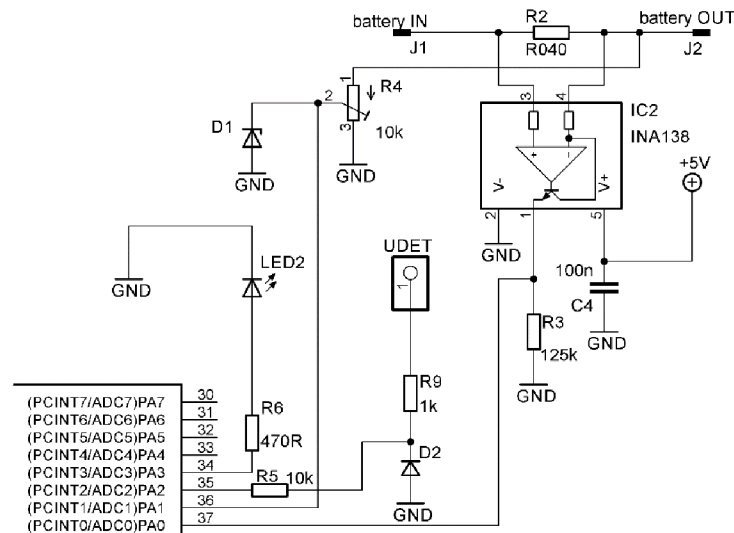 battery IN
R2
battery OUT
J1
R040
J2
1
R4
2
3
10k
D1
GND
GND
3
4
IC2
INA138
+
-
V-
V+
2
1
5
+5V
GND
100n
C4
GND
R3
125k
GND
UDET
1
LED2
GND
R9
1k
R6
470R
D2
GND
R5
10k
(PCINT7/ADC7)PA7 30
(PCINT6/ADC6)PA6 31
(PCINT5/ADC5)PA5 32
(PCINT4/ADC4)PA4 33
(PCINT3/ADC3)PA3 34
(PCINT2/ADC2)PA2 35
(PCINT1/ADC1)PA1 36
(PCINT0/ADC0)PA0 37